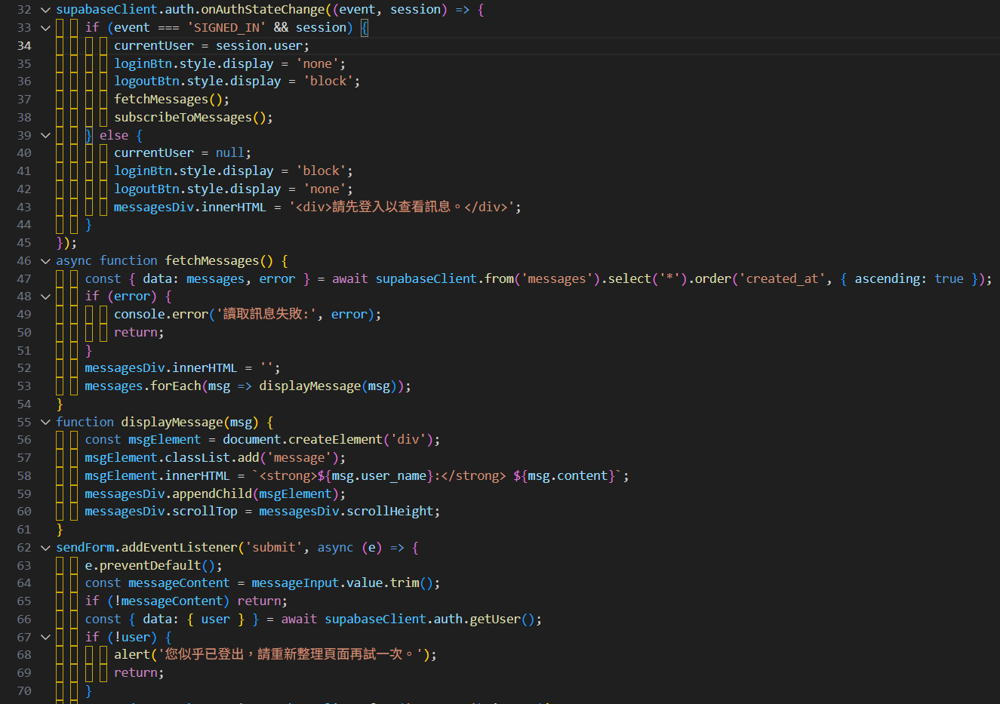 32 supabaseClient.auth.onAuthStateChange((event, session) => {
33 if (event === 'SIGNED_IN' && session) {
34 currentUser = session.user;
35 loginBtn.style.display = 'none';
36 logoutBtn.style.display = 'block';
37 fetchMessages();
38 subscribeToMessages();
39 } else {
40 currentUser = null;
41 loginBtn.style.display = 'block';
42 logoutBtn.style.display = 'none';
43 messagesDiv.innerHTML = '<div>請先登入以查看訊息。</div>';
44 }
45 });
46 async function fetchMessages() {
47 const { data: messages, error } = await supabaseClient.from('messages').select('*').order('created_at', { ascending: true });
48 if (error) {
49 console.error('讀取訊息失敗:', error);
50 return;
51 }
52 messagesDiv.innerHTML = '';
53 messages.forEach(msg => displayMessage(msg));
54 }
55 function displayMessage(msg) {
56 const msgElement = document.createElement('div');
57 msgElement.classList.add('message');
58 msgElement.innerHTML = `<strong>${msg.user_name}:</strong> ${msg.content}`;
59 messagesDiv.appendChild(msgElement);
60 messagesDiv.scrollTop = messagesDiv.scrollHeight;
61 }
62 sendForm.addEventListener('submit', async (e) => {
63 e.preventDefault();
64 const messageContent = messageInput.value.trim();
65 if (!messageContent) return;
66 const { data: { user } } = await supabaseClient.auth.getUser();
67 if (!user) {
68 alert('您似乎已登出，請重新整理頁面再試一次。');
69 return;
70 }